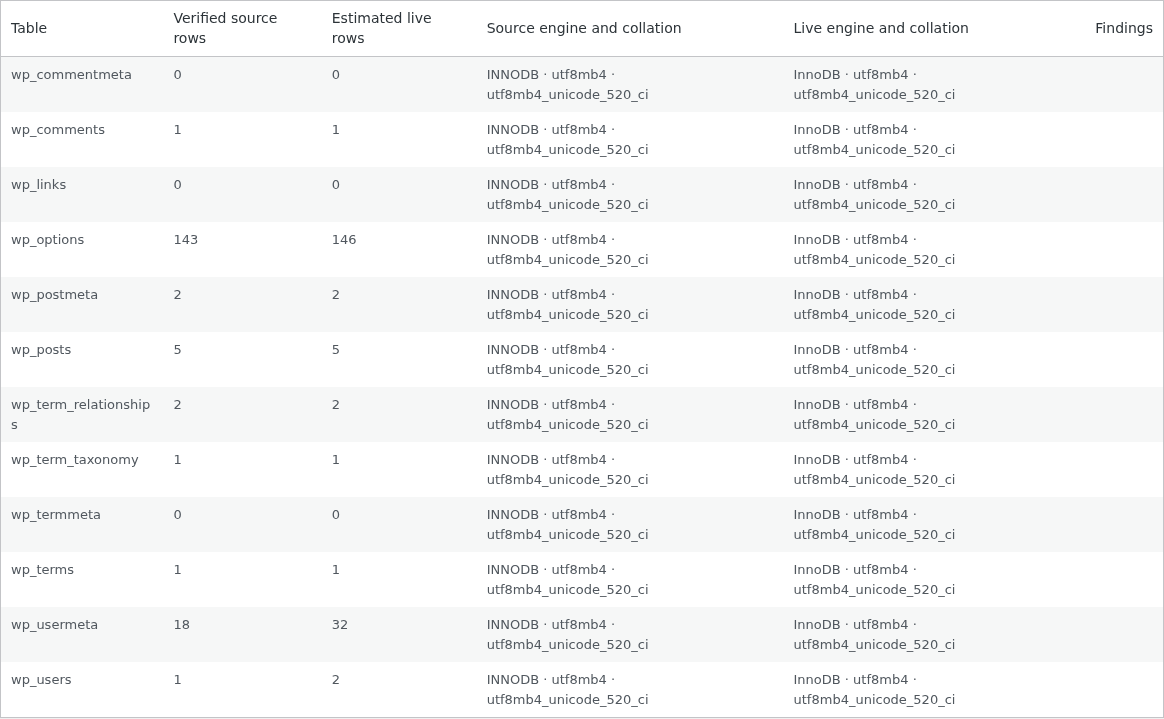 Table Verified source rows Estimated live rows Source engine and collation Live engine and collation Findings
wp_commentmeta 0 0 INNODB · utf8mb4 · InnoDB · utf8mb4 ·
utf8mb4_unicode_520_ci utf8mb4_unicode_520_ci
wp_comments 1 1 INNODB · utf8mb4 · InnoDB · utf8mb4 ·
utf8mb4_unicode_520_ci utf8mb4_unicode_520_ci
wp_links 0 0 INNODB · utf8mb4 · InnoDB · utf8mb4 ·
utf8mb4_unicode_520_ci utf8mb4_unicode_520_ci
wp_options 143 146 INNODB · utf8mb4 · InnoDB · utf8mb4 ·
utf8mb4_unicode_520_ci utf8mb4_unicode_520_ci
wp_postmeta 2 2 INNODB · utf8mb4 · InnoDB · utf8mb4 ·
utf8mb4_unicode_520_ci utf8mb4_unicode_520_ci
wp_posts 5 5 INNODB · utf8mb4 · InnoDB · utf8mb4 ·
utf8mb4_unicode_520_ci utf8mb4_unicode_520_ci
wp_term_relationship 2 2 INNODB · utf8mb4 · InnoDB · utf8mb4 ·
s utf8mb4_unicode_520_ci utf8mb4_unicode_520_ci
wp_term_taxonomy 1 1 INNODB · utf8mb4 · InnoDB · utf8mb4 ·
utf8mb4_unicode_520_ci utf8mb4_unicode_520_ci
wp_termmeta 0 0 INNODB · utf8mb4 · InnoDB · utf8mb4 ·
utf8mb4_unicode_520_ci utf8mb4_unicode_520_ci
wp_terms 1 1 INNODB · utf8mb4 · InnoDB · utf8mb4 ·
utf8mb4_unicode_520_ci utf8mb4_unicode_520_ci
wp_usermeta 18 32 INNODB · utf8mb4 · InnoDB · utf8mb4 ·
utf8mb4_unicode_520_ci utf8mb4_unicode_520_ci
wp_users 1 2 INNODB · utf8mb4 · InnoDB · utf8mb4 ·
utf8mb4_unicode_520_ci utf8mb4_unicode_520_ci